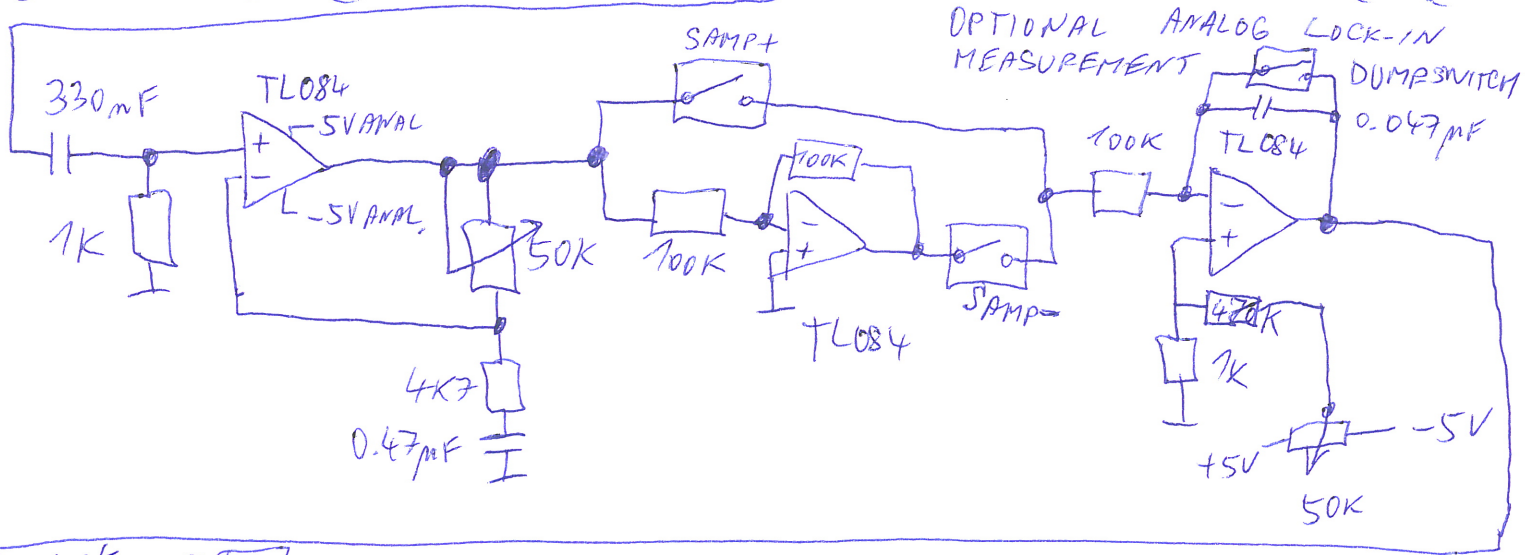 OPTIONAL ANALOG LOCK-IN
MEASUREMENT
SAMP+
DUMPSWITCH
330nF
TL084
-5VANAL
0.047µF
100K
TL084
100K
-5VANAL.
1K
50K
100K
SAMP-
TL084
470K
4K7
1K
0.47µF
+5V
-5V
50K